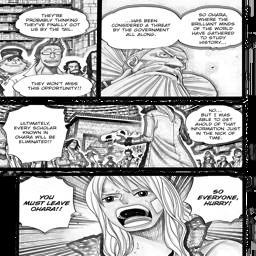 SO OHARA,
WHERE THE
BRILLIANT MINDS
OF THE WORLD
HAVE GATHERED
TO STUDY
HISTORY...
...HAS BEEN
CONSIDERED A THREAT
BY THE GOVERNMENT
ALL ALONG.
THEY'RE
PROBABLY THINKING
THEY'VE REALLY GOT
US BY THE TAIL.
THEY WON'T MISS
THIS OPPORTUNITY!!
NO...
BUT I WAS
ABLE TO GET
AHOLD OF THAT
INFORMATION JUST
IN THE NICK OF
TIME.
ULTIMATELY,
EVERY SCHOLAR
KNOWN IN
OHARA WILL BE
ELIMINATED!!
SO
EVERYONE,
HURRY!
YOU
MUST LEAVE
OHARA!!